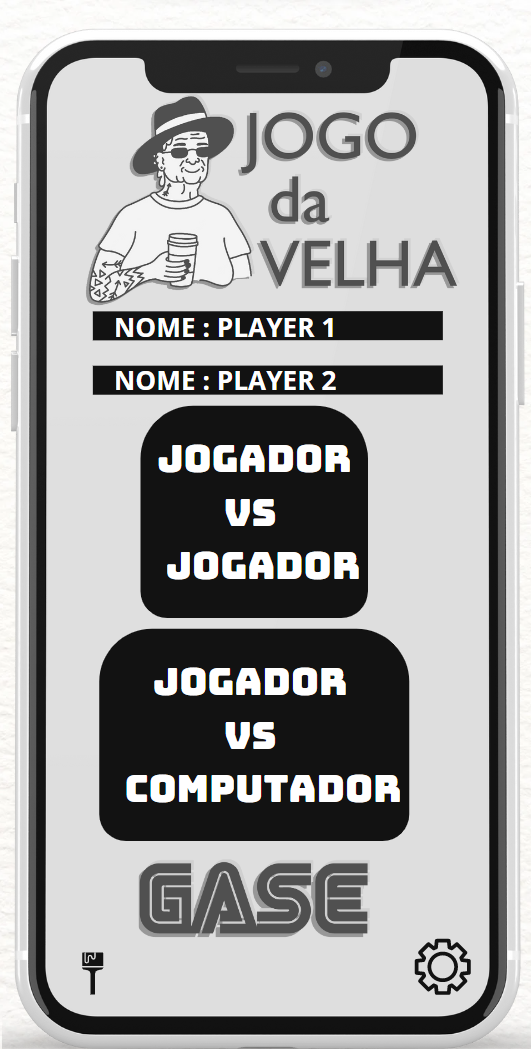 JOGO
da
VELHA
NOME : PLAYER 1
NOME : PLAYER 2
JOGADOR
VS
JOGADOR
JOGADOR
VS
COMPUTADOR
GASE